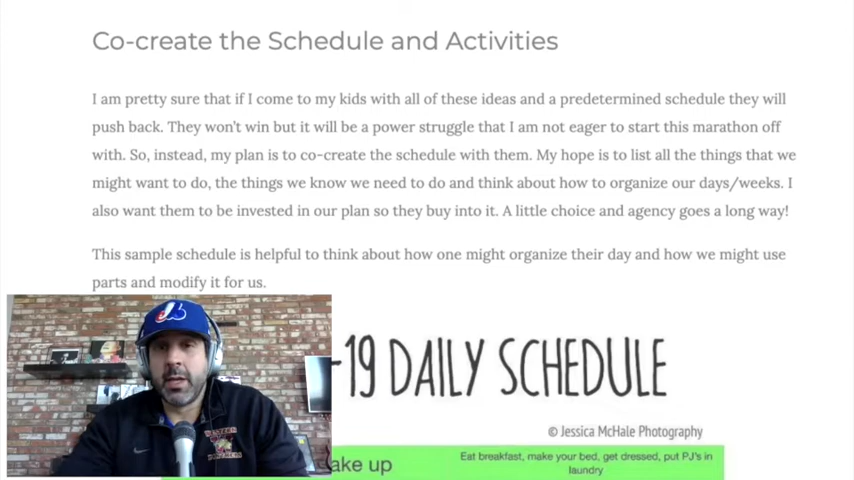 Co-create the Schedule and Activities
I am pretty sure that if I come to my kids with all of these ideas and a predetermined schedule they will
push back. They won't win but it will be a power struggle that I am not eager to start this marathon off
with. So, instead, my plan is to co-create the schedule with them. My hope is to list all the things that we
might want to do, the things we know we need to do and think about how to organize our days/weeks. I
also want them to be invested in our plan so they buy into it. A little choice and agency goes a long way!
This sample schedule is helpful to think about how one might organize their day and how we might use
parts and modify it for us.
-19 DAILY SCHEDULE
© Jessica McHale Photography
ake up
Eat breakfast, make your bed, get dressed, put PJ's in
laundry